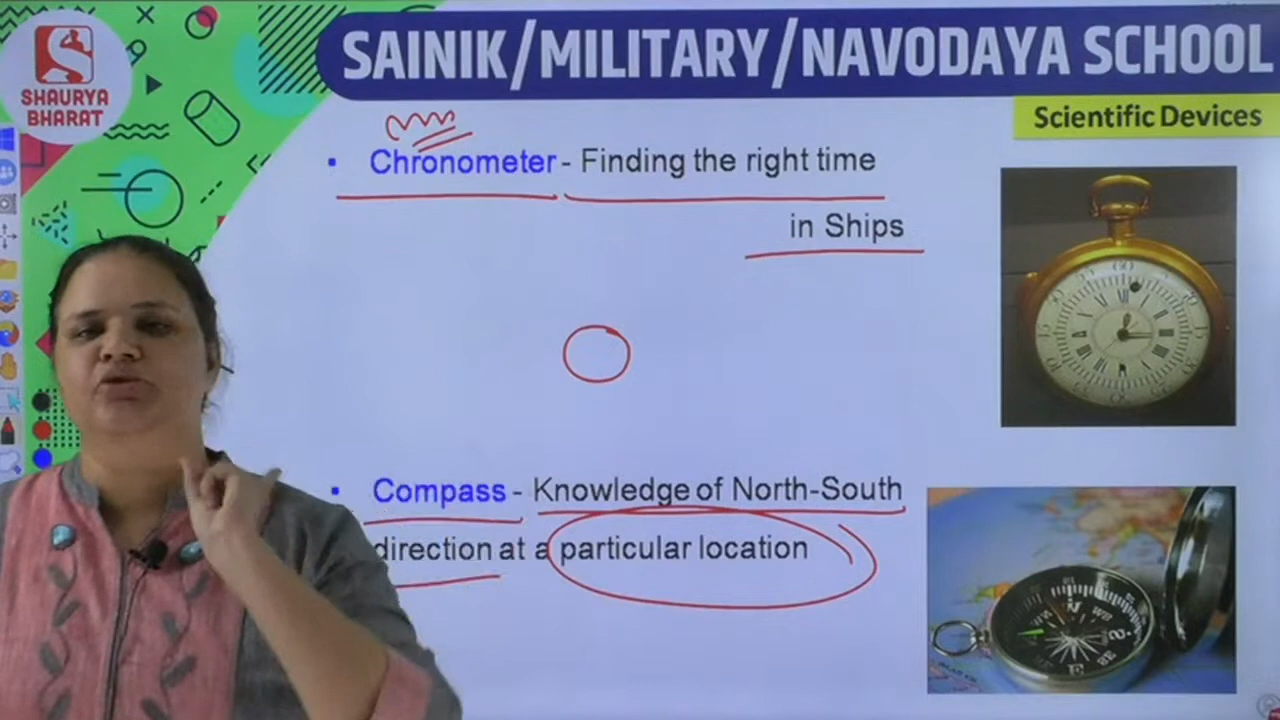 SHAURYA
BHARAT
SAINIK/MILITARY/NAVODAYA SCHOOL
Scientific Devices
• Chronometer - Finding the right time
in Ships
• Compass - Knowledge of North-South
direction at a particular location
60